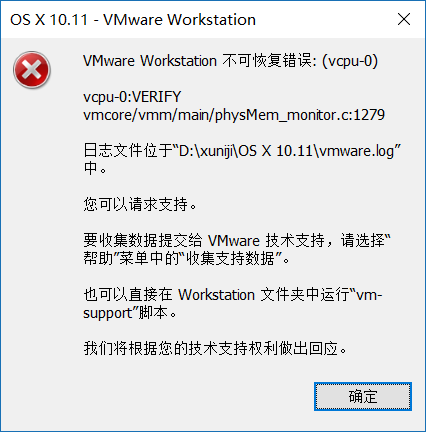 OS X 10.11 - VMware Workstation
VMware Workstation 不可恢复错误: (vcpu-0)
vcpu-0:VERIFY
vmcore/vmm/main/physMem_monitor.c:1279
日志文件位于“D:\xuniji\OS X 10.11\vmware.log”
中。
您可以请求支持。
要收集数据提交给 VMware 技术支持，请选择“
帮助”菜单中的“收集支持数据”。
也可以直接在 Workstation 文件夹中运行“vm-
support”脚本。
我们将根据您的技术支持权利做出回应。
确定